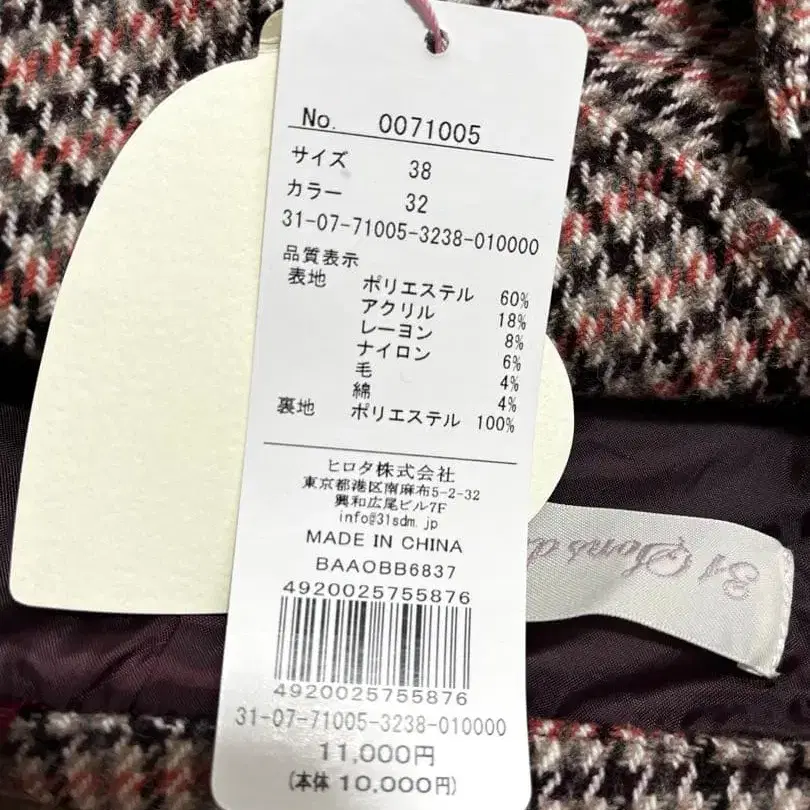 No. 0071005
サイズ 38
カラー 32
31-07-71005-3238-010000
品質表示
表地 ポリエステル 60%
アクリル 18%
レーヨン 8%
ナイロン 6%
毛 4%
綿 4%
裏地 ポリエステル 100%
ヒロタ株式会社
東京都港区南麻布5-2-32
興和広尾ビル7F
info@31sdm.jp
MADE IN CHINA
BAAOBB6837
4920025755876
4920025755876
31-07-71005-3238-010000
11,000円
(本体 10,000円)
31 Sons d